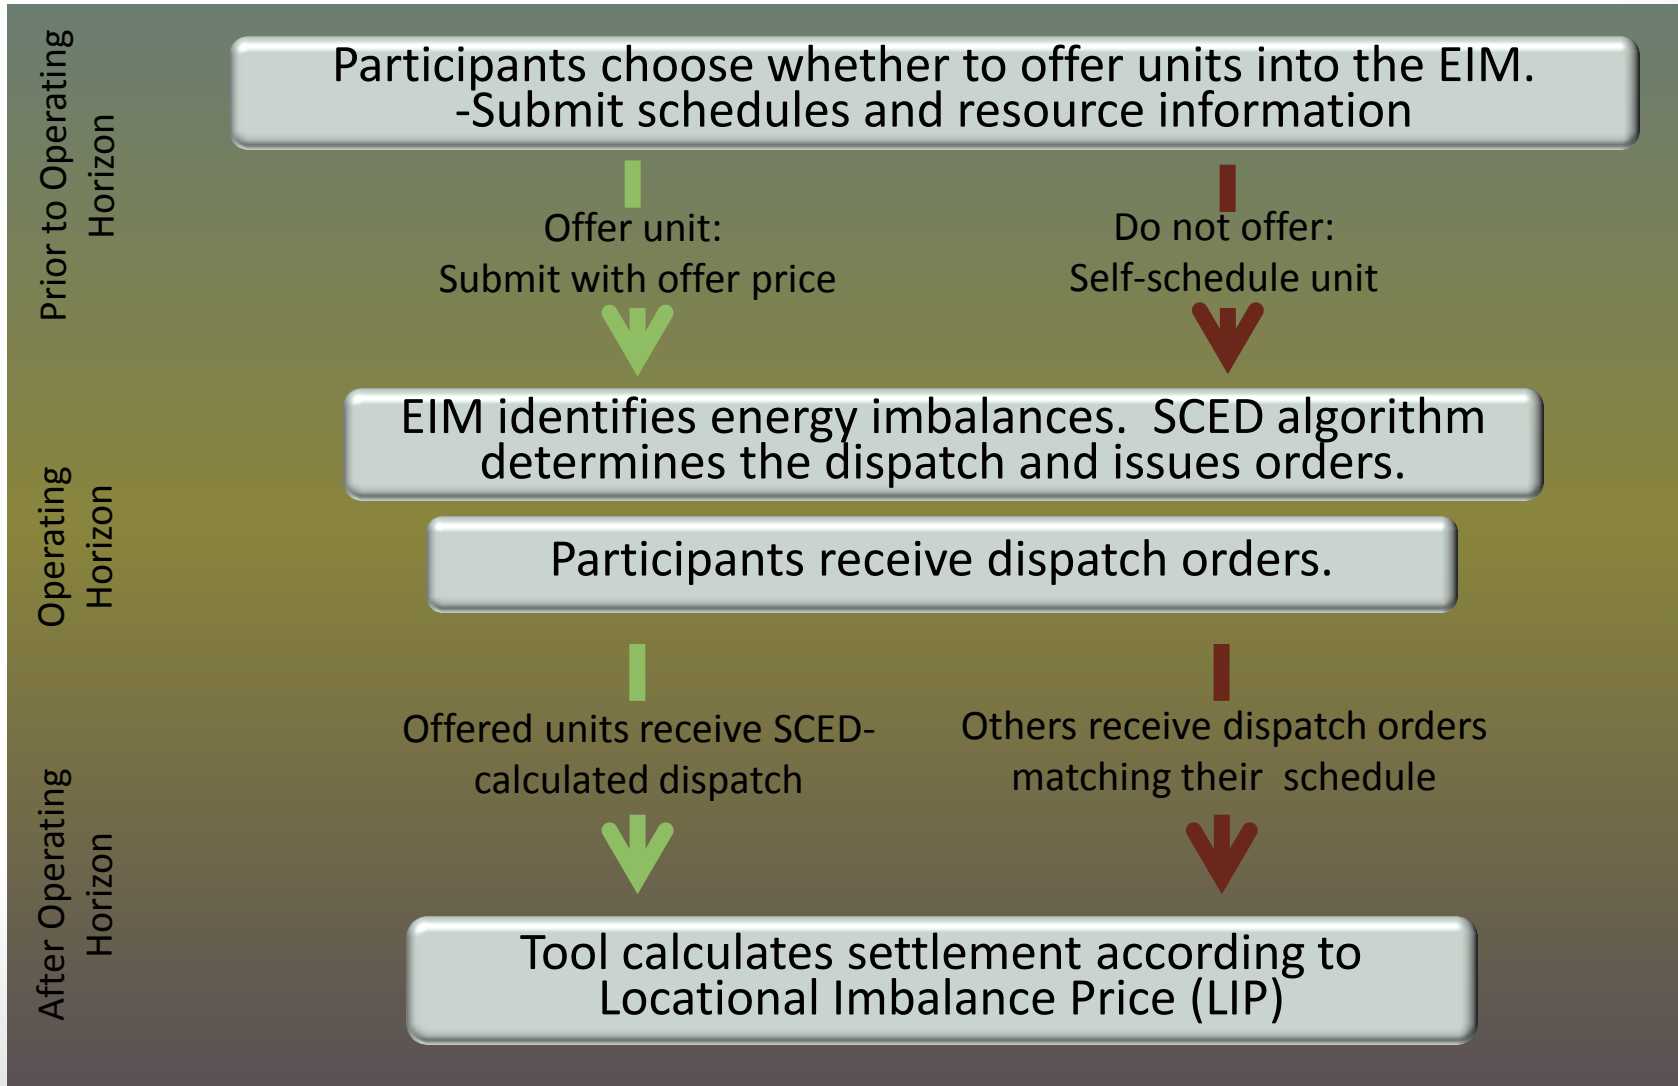 Prior to Operating
Horizon
Participants choose whether to offer units into the EIM.
-Submit schedules and resource information
Offer unit:
Submit with offer price
Do not offer:
Self-schedule unit
Operating
Horizon
EIM identifies energy imbalances.  SCED algorithm
determines the dispatch and issues orders.
Participants receive dispatch orders.
After Operating
Horizon
Offered units receive SCED-
calculated dispatch
Others receive dispatch orders
matching their  schedule
Tool calculates settlement according to
Locational Imbalance Price (LIP)